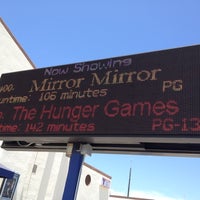 Now Showing
Mirror Mirror PG
106 minutes
The Hunger Games
142 minutes PG-13